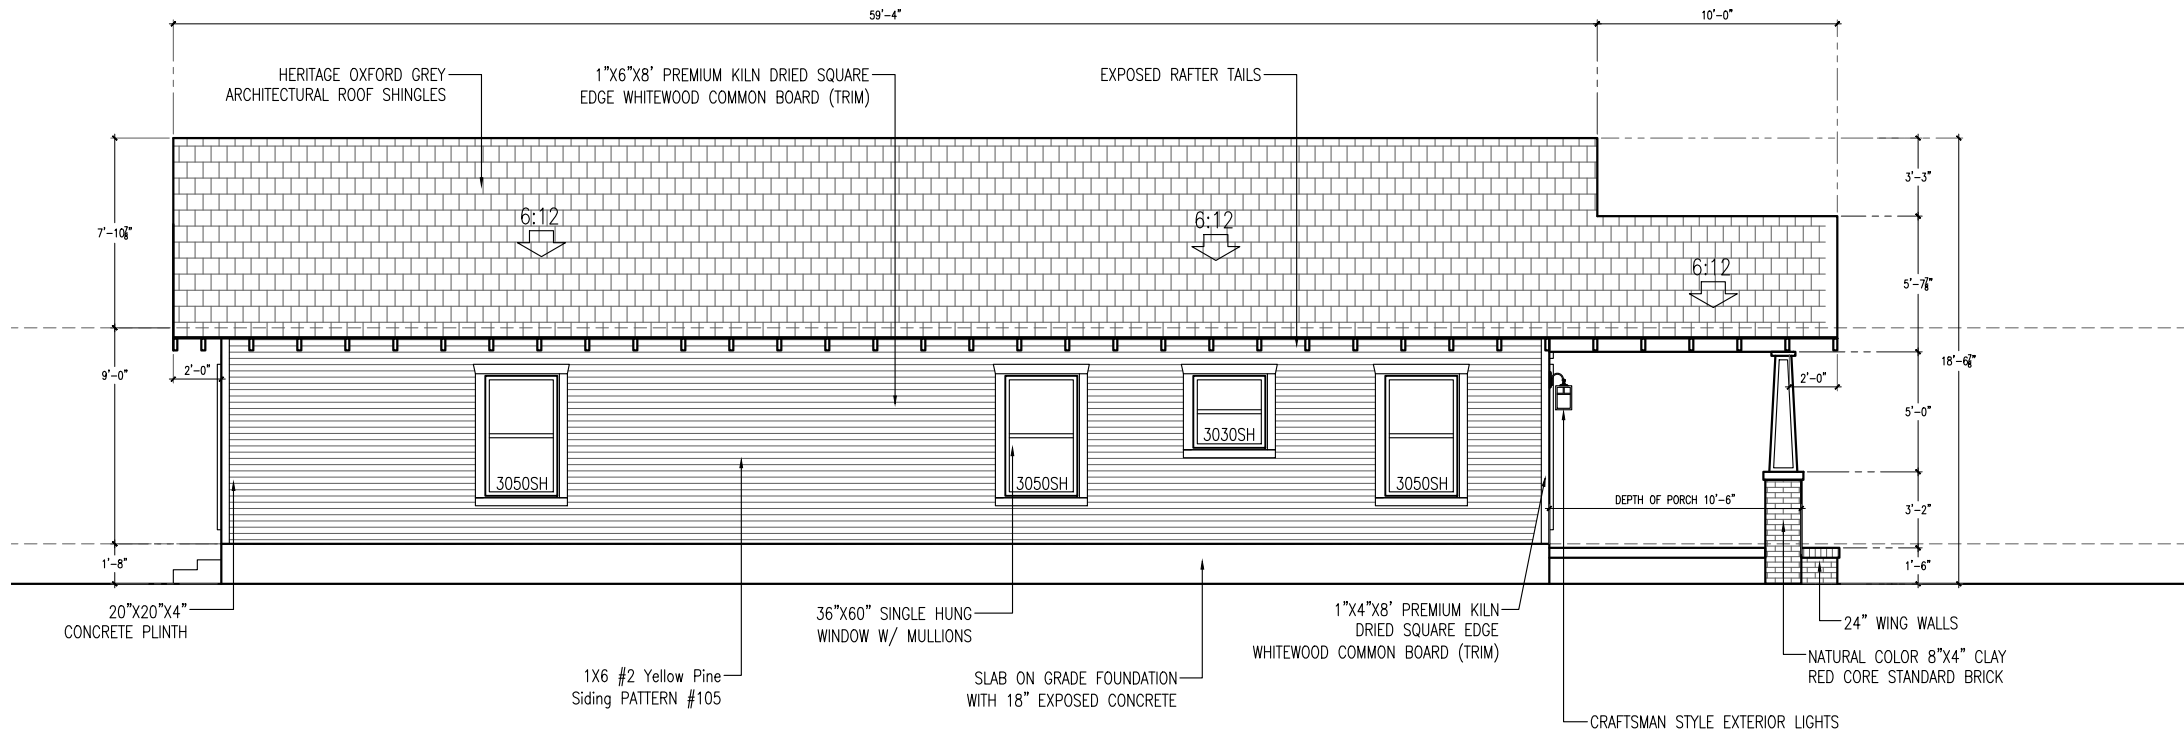 59'-4"
10'-0"
HERITAGE OXFORD GREY
ARCHITECTURAL ROOF SHINGLES
1"X6"X8' PREMIUM KILN DRIED SQUARE
EDGE WHITEWOOD COMMON BOARD (TRIM)
EXPOSED RAFTER TAILS
3'-3"
6:12
6:12
7'-10⅞"
6:12
5'-7⅞"
18'-6⅞"
9'-0"
2'-0"
2'-0"
5'-0"
3030SH
3050SH
3050SH
3050SH
DEPTH OF PORCH 10'-6"
3'-2"
1'-8"
1'-6"
20"X20"X4"
CONCRETE PLINTH
36"X60" SINGLE HUNG
WINDOW W/ MULLIONS
1"X4"X8' PREMIUM KILN
DRIED SQUARE EDGE
WHITEWOOD COMMON BOARD (TRIM)
24" WING WALLS
NATURAL COLOR 8"X4" CLAY
RED CORE STANDARD BRICK
1X6 #2 Yellow Pine
Siding PATTERN #105
SLAB ON GRADE FOUNDATION
WITH 18" EXPOSED CONCRETE
CRAFTSMAN STYLE EXTERIOR LIGHTS